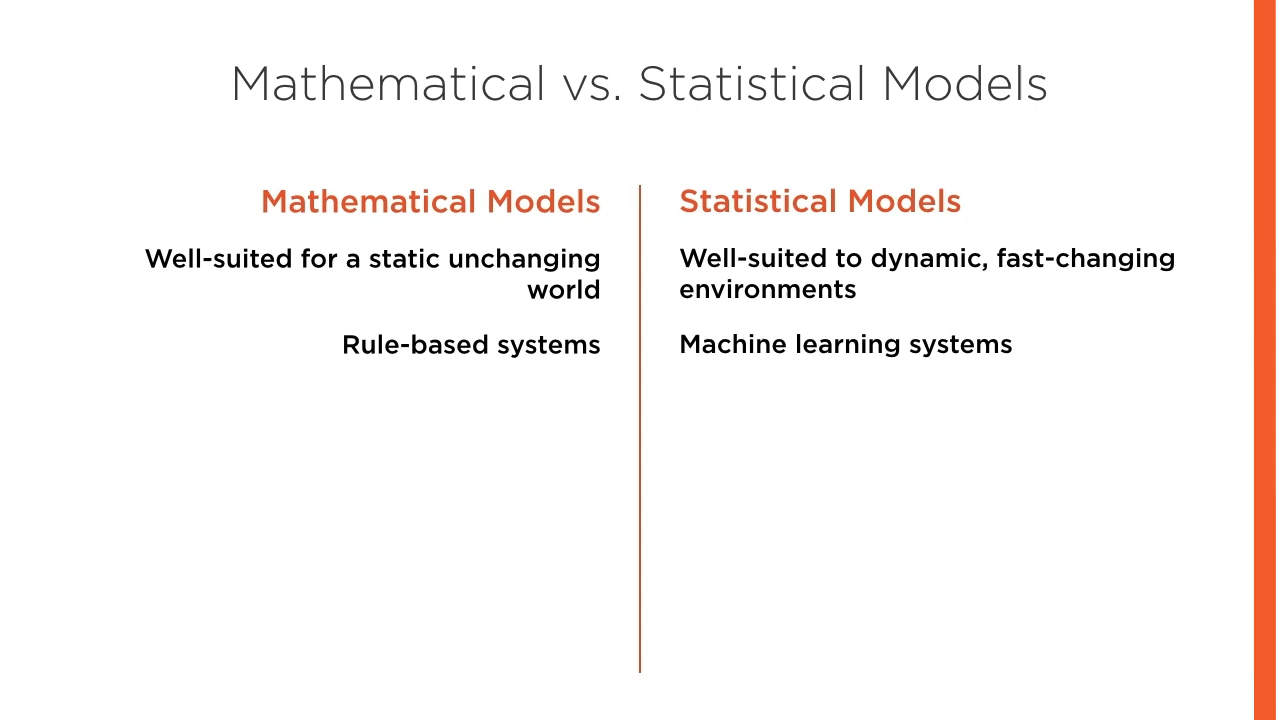 Mathematical vs. Statistical Models
Mathematical Models
Well-suited for a static unchanging
world
Rule-based systems
Statistical Models
Well-suited to dynamic, fast-changing
environments
Machine learning systems